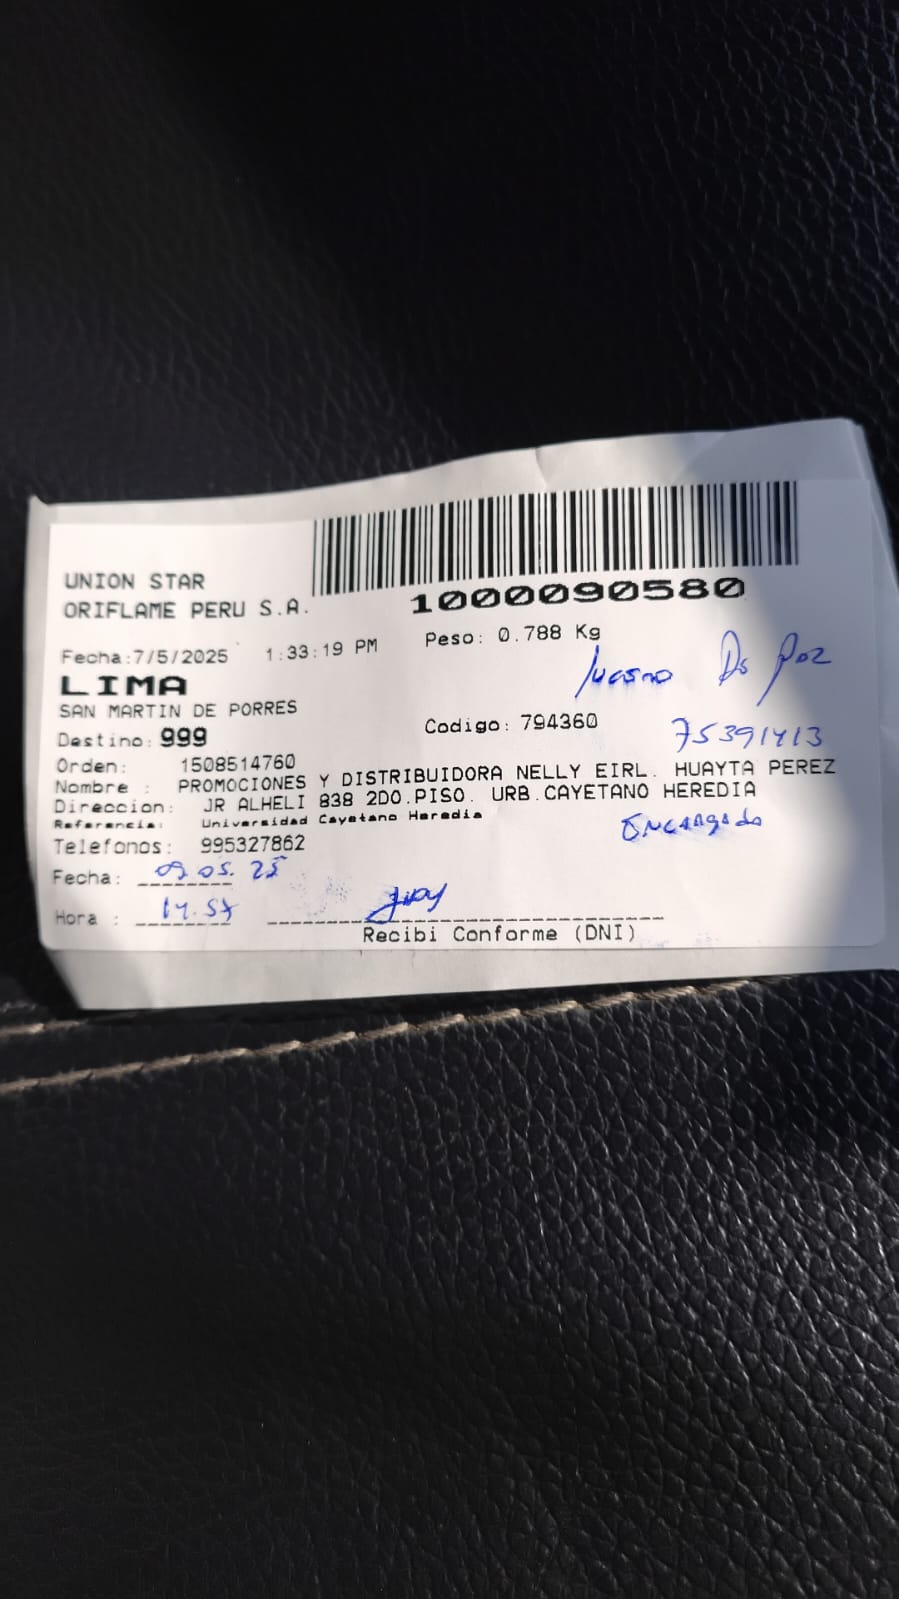 UNION STAR
ORIFLAME PERU S.A.
1000090580
Fecha:7/5/2025 1:33:19 PM Peso: 0.788 Kg
LIMA
SAN MARTIN DE PORRES
Destino: 999 Codigo: 794360
75391413
Orden: 1508514760
Nombre : PROMOCIONES Y DISTRIBUIDORA NELLY EIRL. HUAYTA PEREZ
Direccion: JR ALHELI 838 2DO.PISO. URB.CAYETANO HEREDIA
Referencia: Universidad Cayetano Heredia
Encargado
Telefonos: 995327862
Fecha: 09.05.25
Hora : 14.57
Recibi Conforme (DNI)